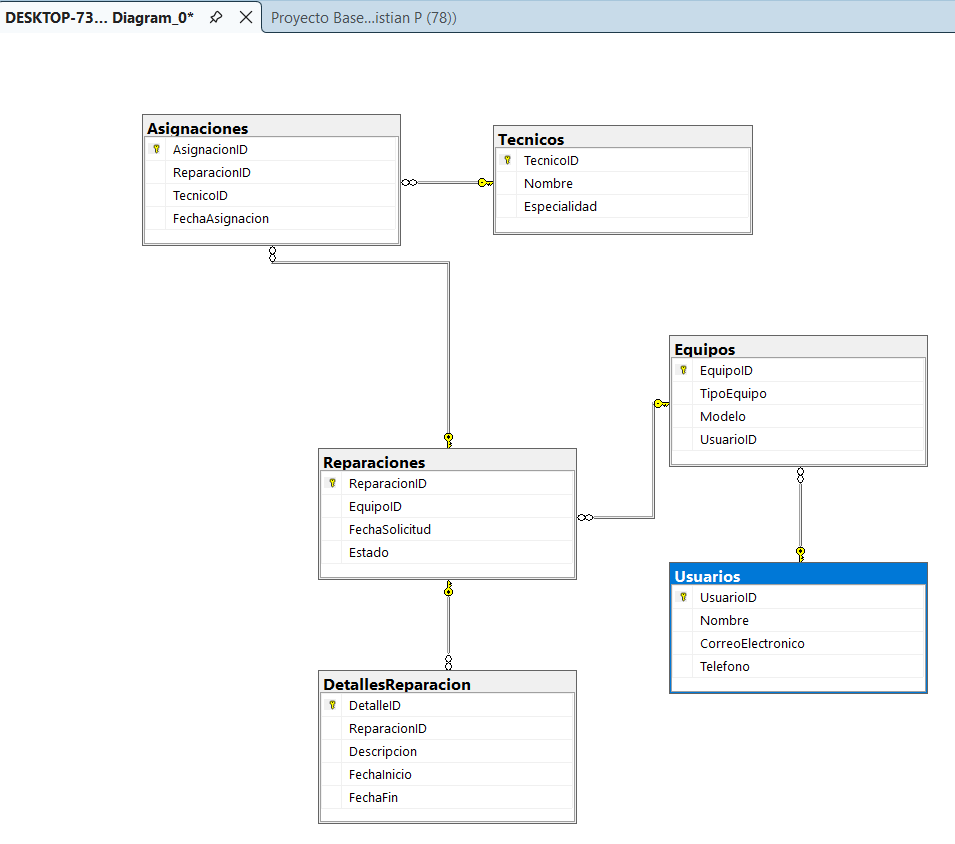 DESKTOP-73... Diagram_0*
Proyecto Base...istian P (78))
Asignaciones
AsignacionID
ReparacionID
TecnicoID
FechaAsignacion
Tecnicos
TecnicoID
Nombre
Especialidad
Equipos
EquipoID
TipoEquipo
Modelo
UsuarioID
Reparaciones
ReparacionID
EquipoID
FechaSolicitud
Estado
Usuarios
UsuarioID
Nombre
CorreoElectronico
Telefono
DetallesReparacion
DetalleID
ReparacionID
Descripcion
FechaInicio
FechaFin